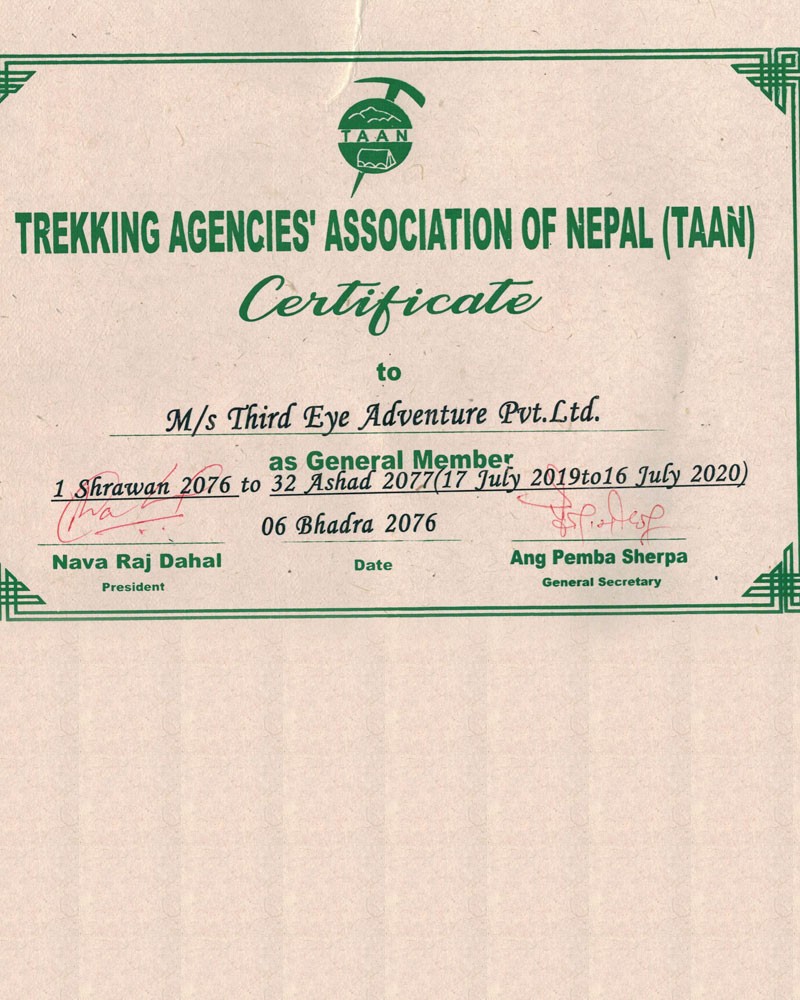 TAAN
TREKKING AGENCIES' ASSOCIATION OF NEPAL (TAAN)
Certificate
to
M/s Third Eye Adventure Pvt.Ltd.
as General Member
1 Shrawan 2076 to 32 Ashad 2077(17 July 2019to16 July 2020)
06 Bhadra 2076
Nava Raj Dahal
Date
Ang Pemba Sherpa
President
General Secretary